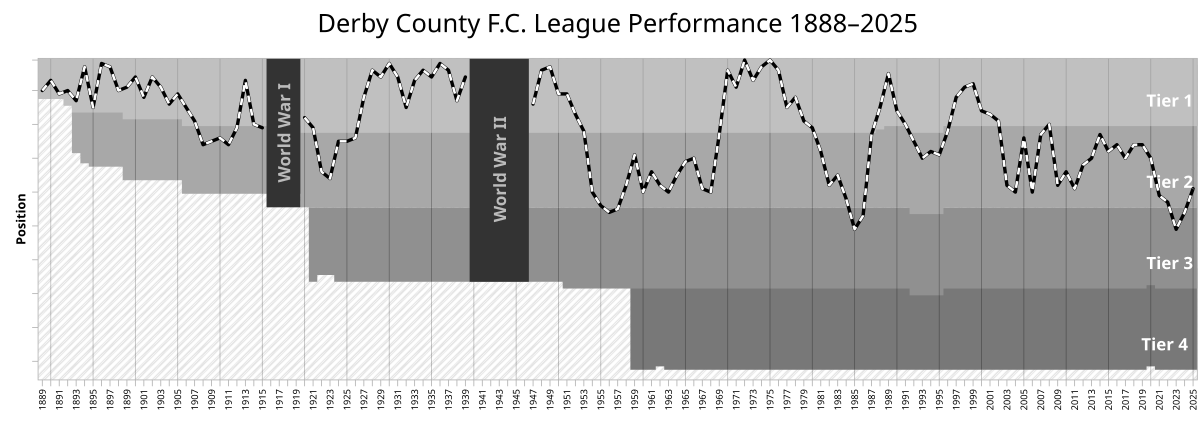 Derby County F.C. League Performance 1888–2025
World War I
World War II
Tier 1
Tier 2
Tier 3
Tier 4
Position
1889 1891 1893 1895 1897 1899 1901 1903 1905 1907 1909 1911 1913 1915 1917 1919 1921 1923 1925 1927 1929 1931 1933 1935 1937 1939 1941 1943 1945 1947 1949 1951 1953 1955 1957 1959 1961 1963 1965 1967 1969 1971 1973 1975 1977 1979 1981 1983 1985 1987 1989 1991 1993 1995 1997 1999 2001 2003 2005 2007 2009 2011 2013 2015 2017 2019 2021 2023 2025